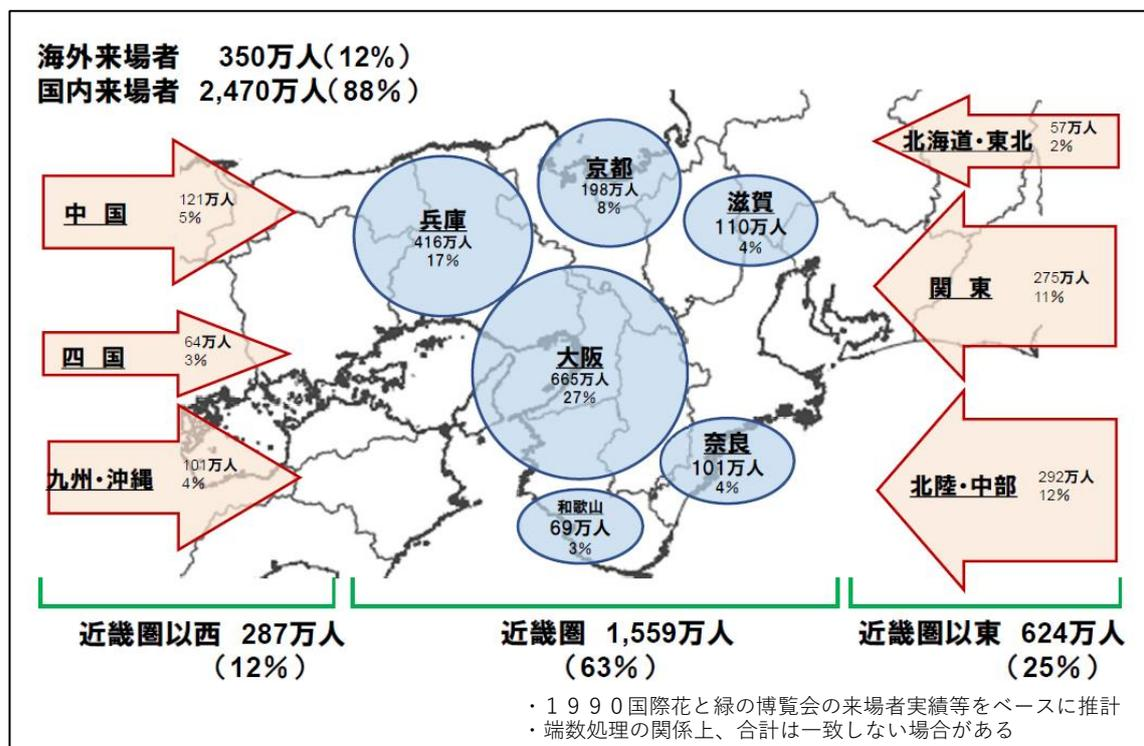 海外来場者 350万人(12%)
国内来場者 2,470万人(88%)
中 国
121万人
5%
四 国
64万人
3%
九州・沖縄
101万人
4%
兵庫
416万人
17%
京都
198万人
8%
滋賀
110万人
4%
大阪
665万人
27%
奈良
101万人
4%
和歌山
69万人
3%
北海道・東北
57万人
2%
関 東
275万人
11%
北陸・中部
292万人
12%
近畿圏以西 287万人
(12%)
近畿圏 1,559万人
(63%)
近畿圏以東 624万人
(25%)
・1990国際花と緑の博覧会の来場者実績等をベースに推計
・端数処理の関係上、合計は一致しない場合がある